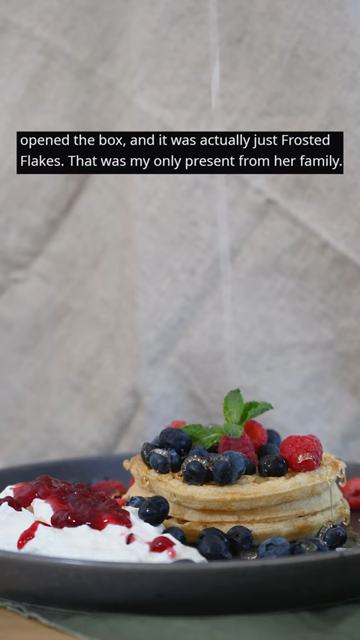 opened the box, and it was actually just Frosted
Flakes. That was my only present from her family.